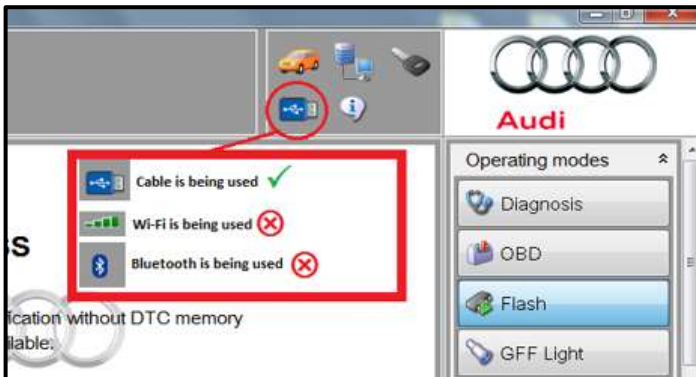 Audi
Cable is being used
Wi-Fi is being used
Bluetooth is being used
ss
fication without DTC memory
ilable:
Operating modes
Diagnosis
OBD
Flash
GFF Light